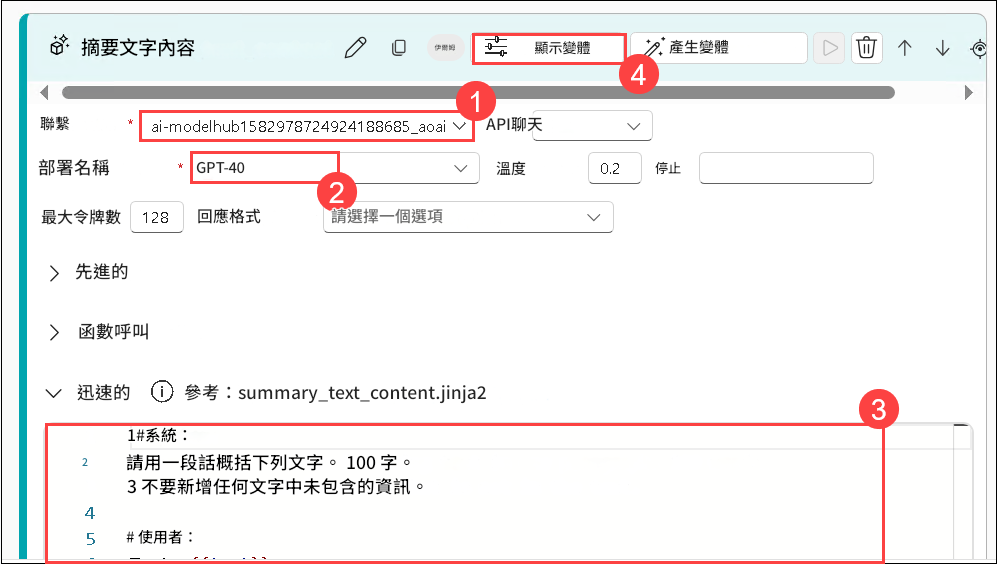 摘要文字內容
伊爾姆
顯示變體
產生變體
4
1
聯繫 * ai-modelhub1582978724924188685_aoai API聊天
部署名稱 * GPT-40 溫度 0.2 停止
2
最大令牌數 128 回應格式 請選擇一個選項
先進的
函數呼叫
迅速的 參考：summary_text_content.jinja2
3
1#系統：
2 請用一段話概括下列文字。 100 字。
3 不要新增任何文字中未包含的資訊。
4
5 # 使用者：